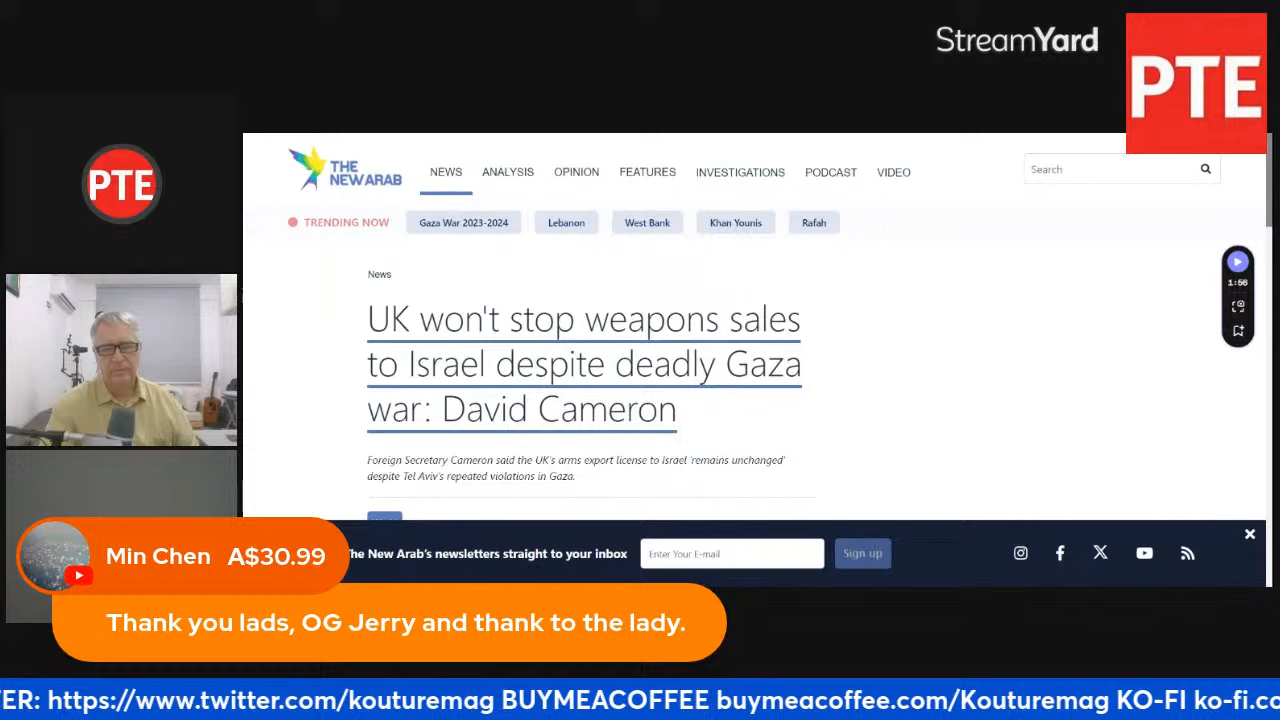 StreamYard
PTE
PTE
THE
NEW ARAB
NEWS ANALYSIS OPINION FEATURES INVESTIGATIONS PODCAST VIDEO
Search
TRENDING NOW Gaza War 2023-2024 Lebanon West Bank Khan Younis Rafah
1:56
News
UK won't stop weapons sales
to Israel despite deadly Gaza
war: David Cameron
Foreign Secretary Cameron said the UK's arms export license to Israel 'remains unchanged'
despite Tel Aviv's repeated violations in Gaza.
The New Arab's newsletters straight to your inbox Enter Your E-mail Sign up
Min Chen A$30.99
Thank you lads, OG Jerry and thank to the lady.
TER: https://www.twitter.com/kouturemag BUYMEACOFFEE buymeacoffee.com/Kouturemag KO-FI ko-fi.co